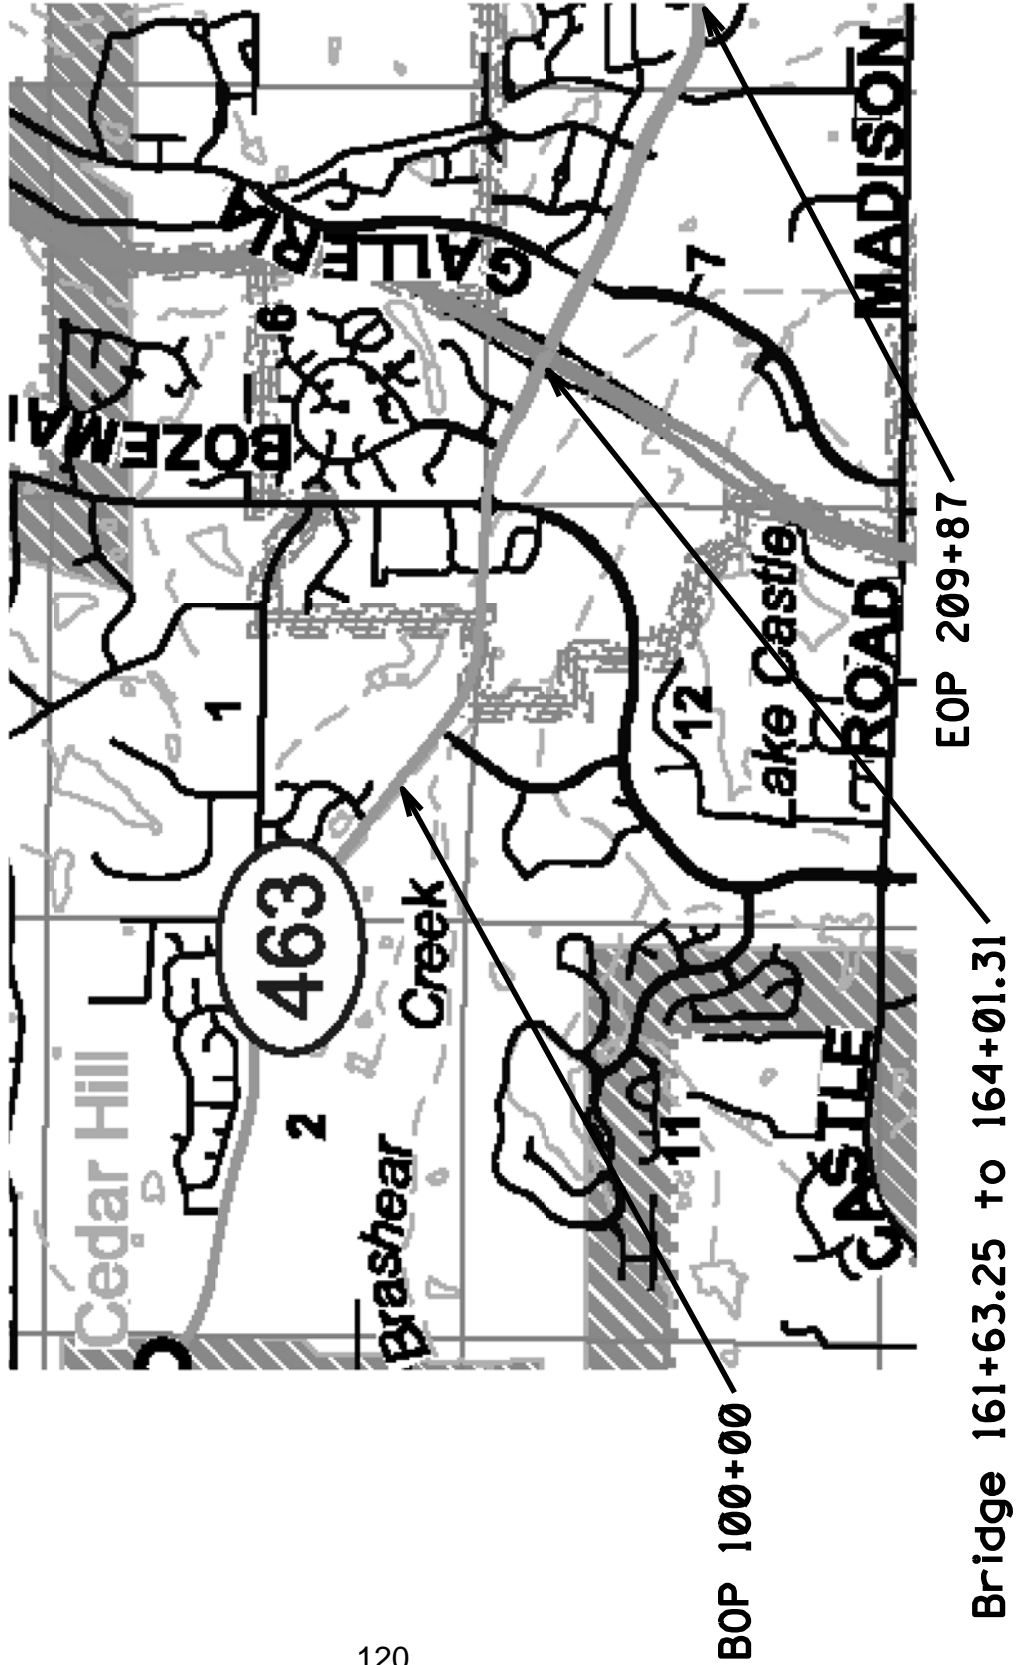 Cedar Hill
BOZEMA
GALLERIA
463
1
2
6
7
11
12
Brashear
Creek
Lake Castle
CASTLE
ROAD
MADISON
BOP 100+00
Bridge 161+63.25 to 164+01.31
EOP 209+87
120